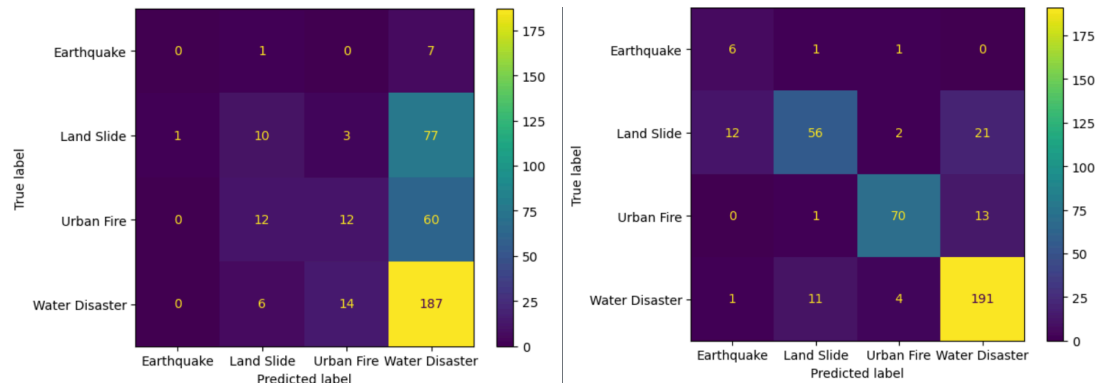 Earthquake 0 1 0 7
Land Slide 1 10 3 77
Urban Fire 0 12 12 60
Water Disaster 0 6 14 187
Earthquake Land Slide Urban Fire Water Disaster
Predicted label
True label
175
150
125
100
75
50
25
0
Earthquake 6 1 1 0
Land Slide 12 56 2 21
Urban Fire 0 1 70 13
Water Disaster 1 11 4 191
Earthquake Land Slide Urban Fire Water Disaster
Predicted label
True label
175
150
125
100
75
50
25
0